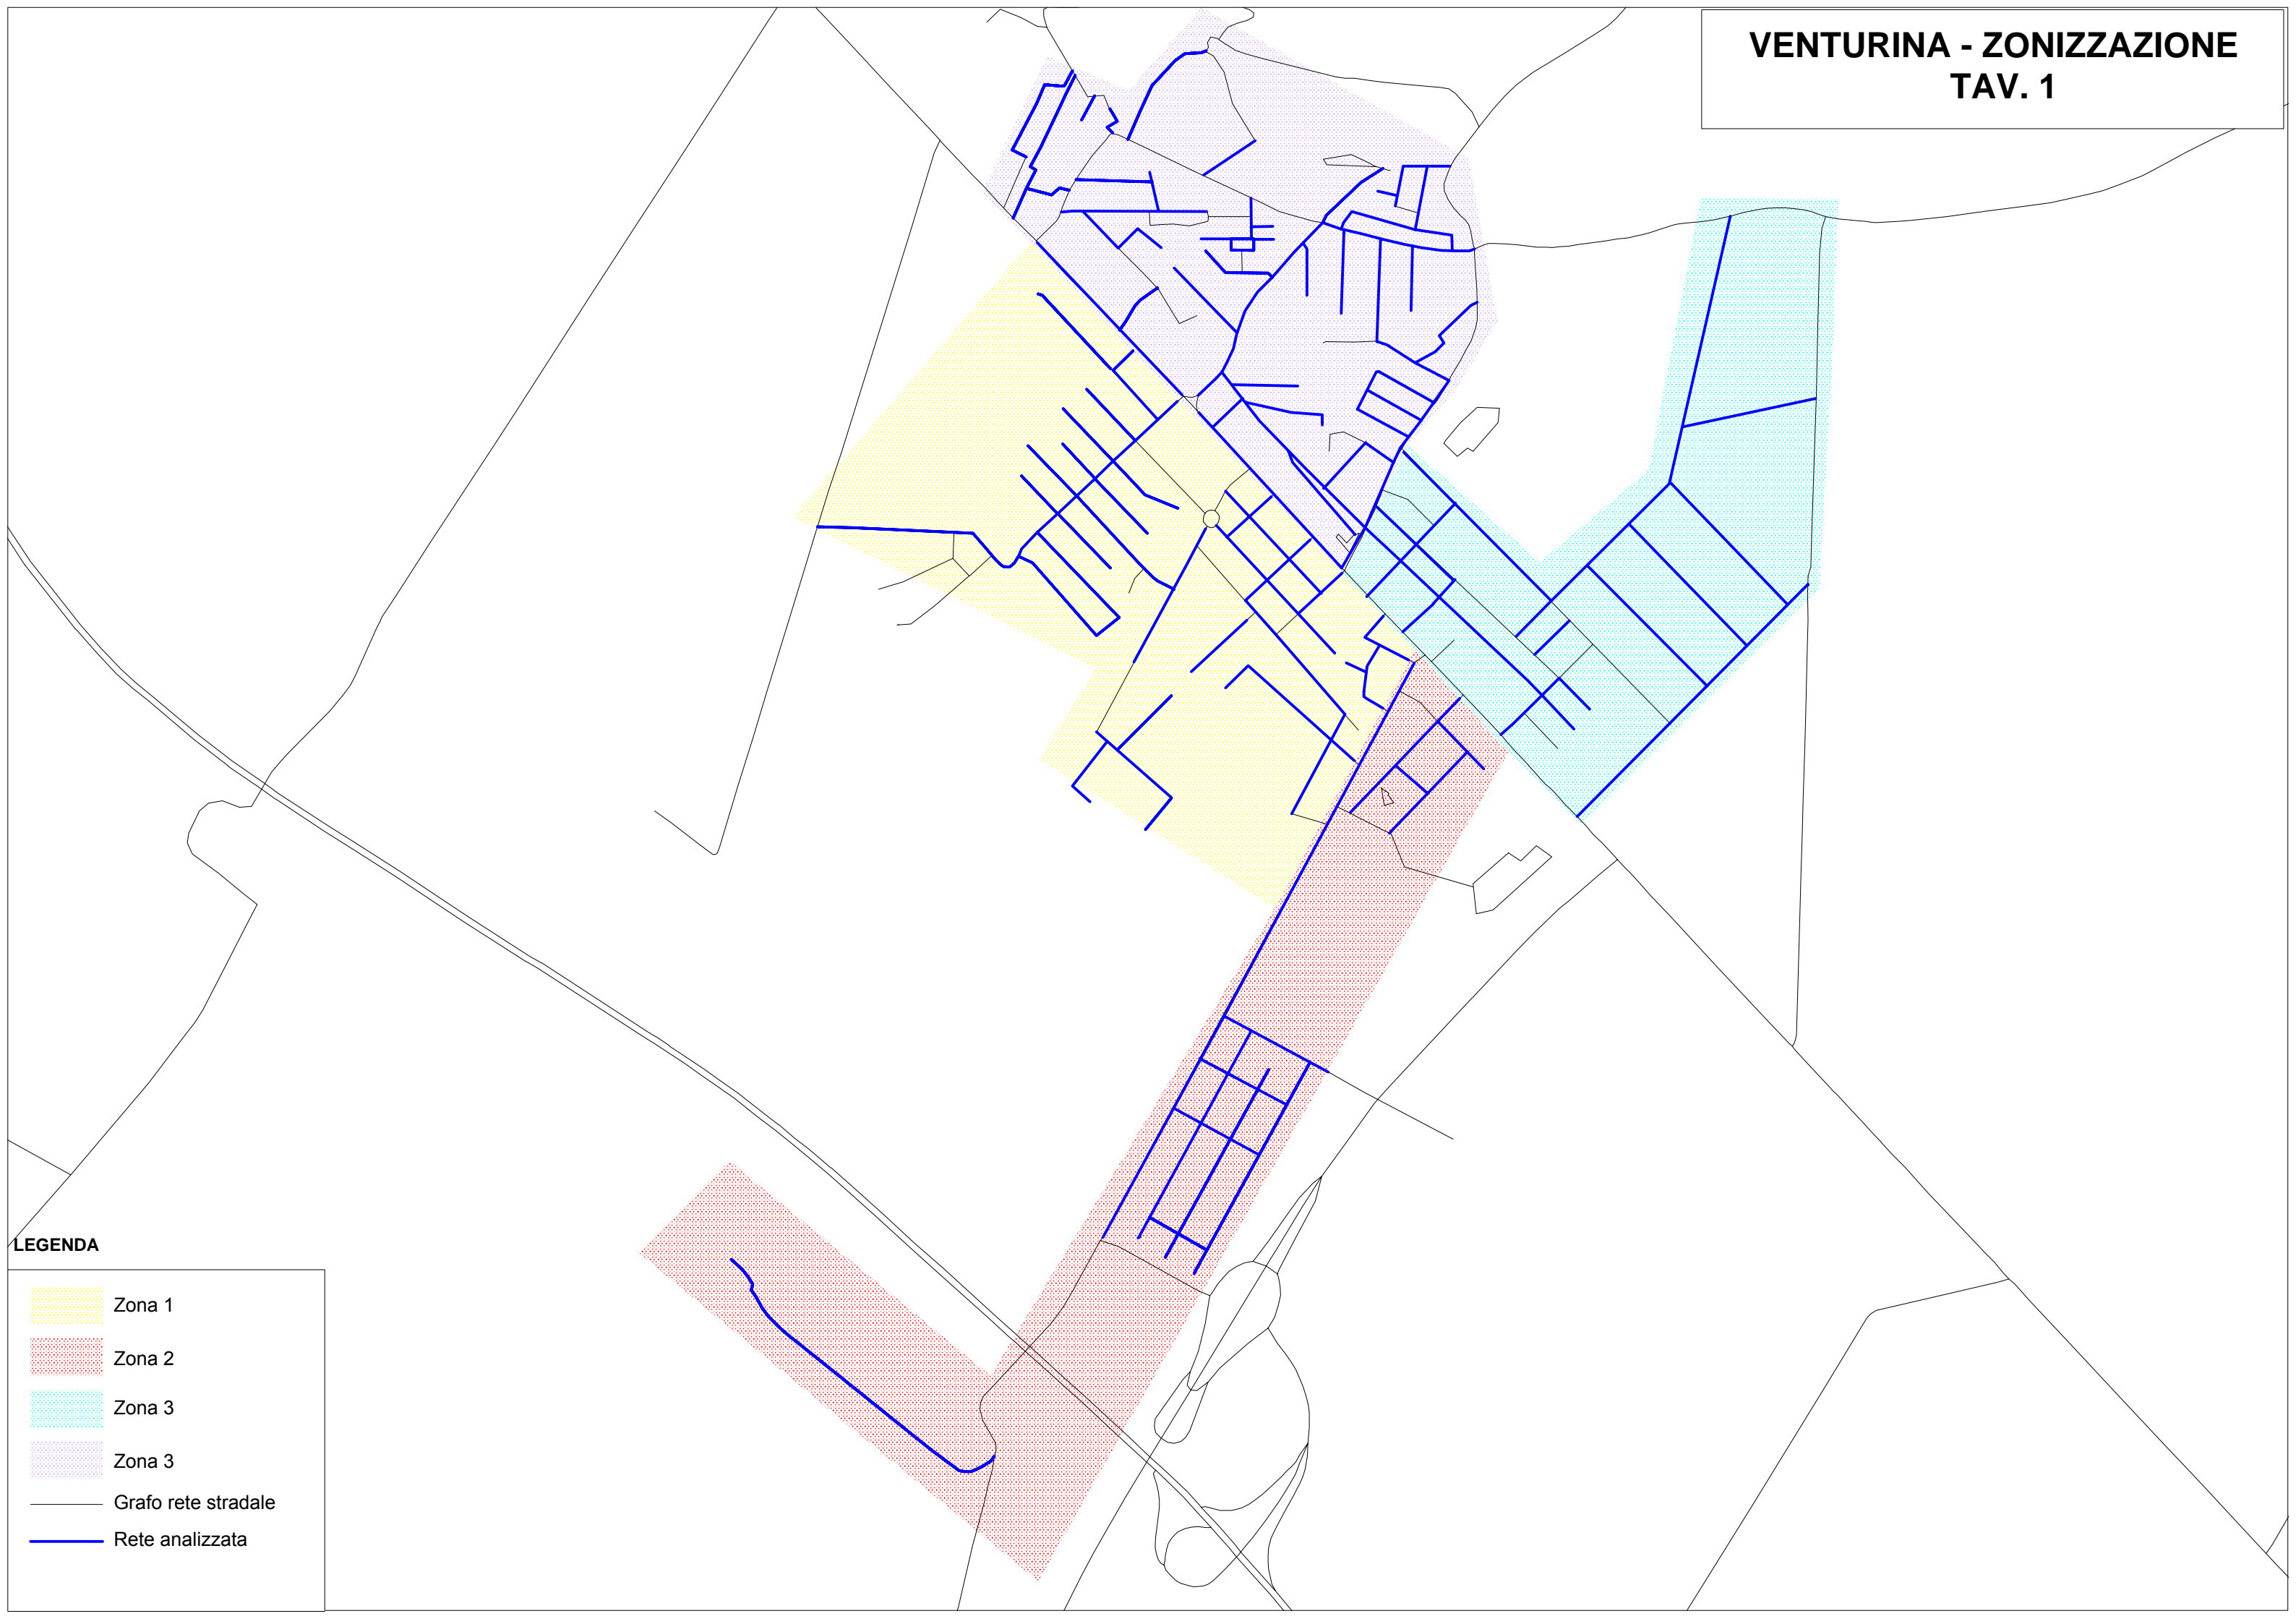 VENTURINA - ZONIZZAZIONE
TAV. 1
LEGENDA
Zona 1
Zona 2
Zona 3
Zona 3
Grafo rete stradale
Rete analizzata